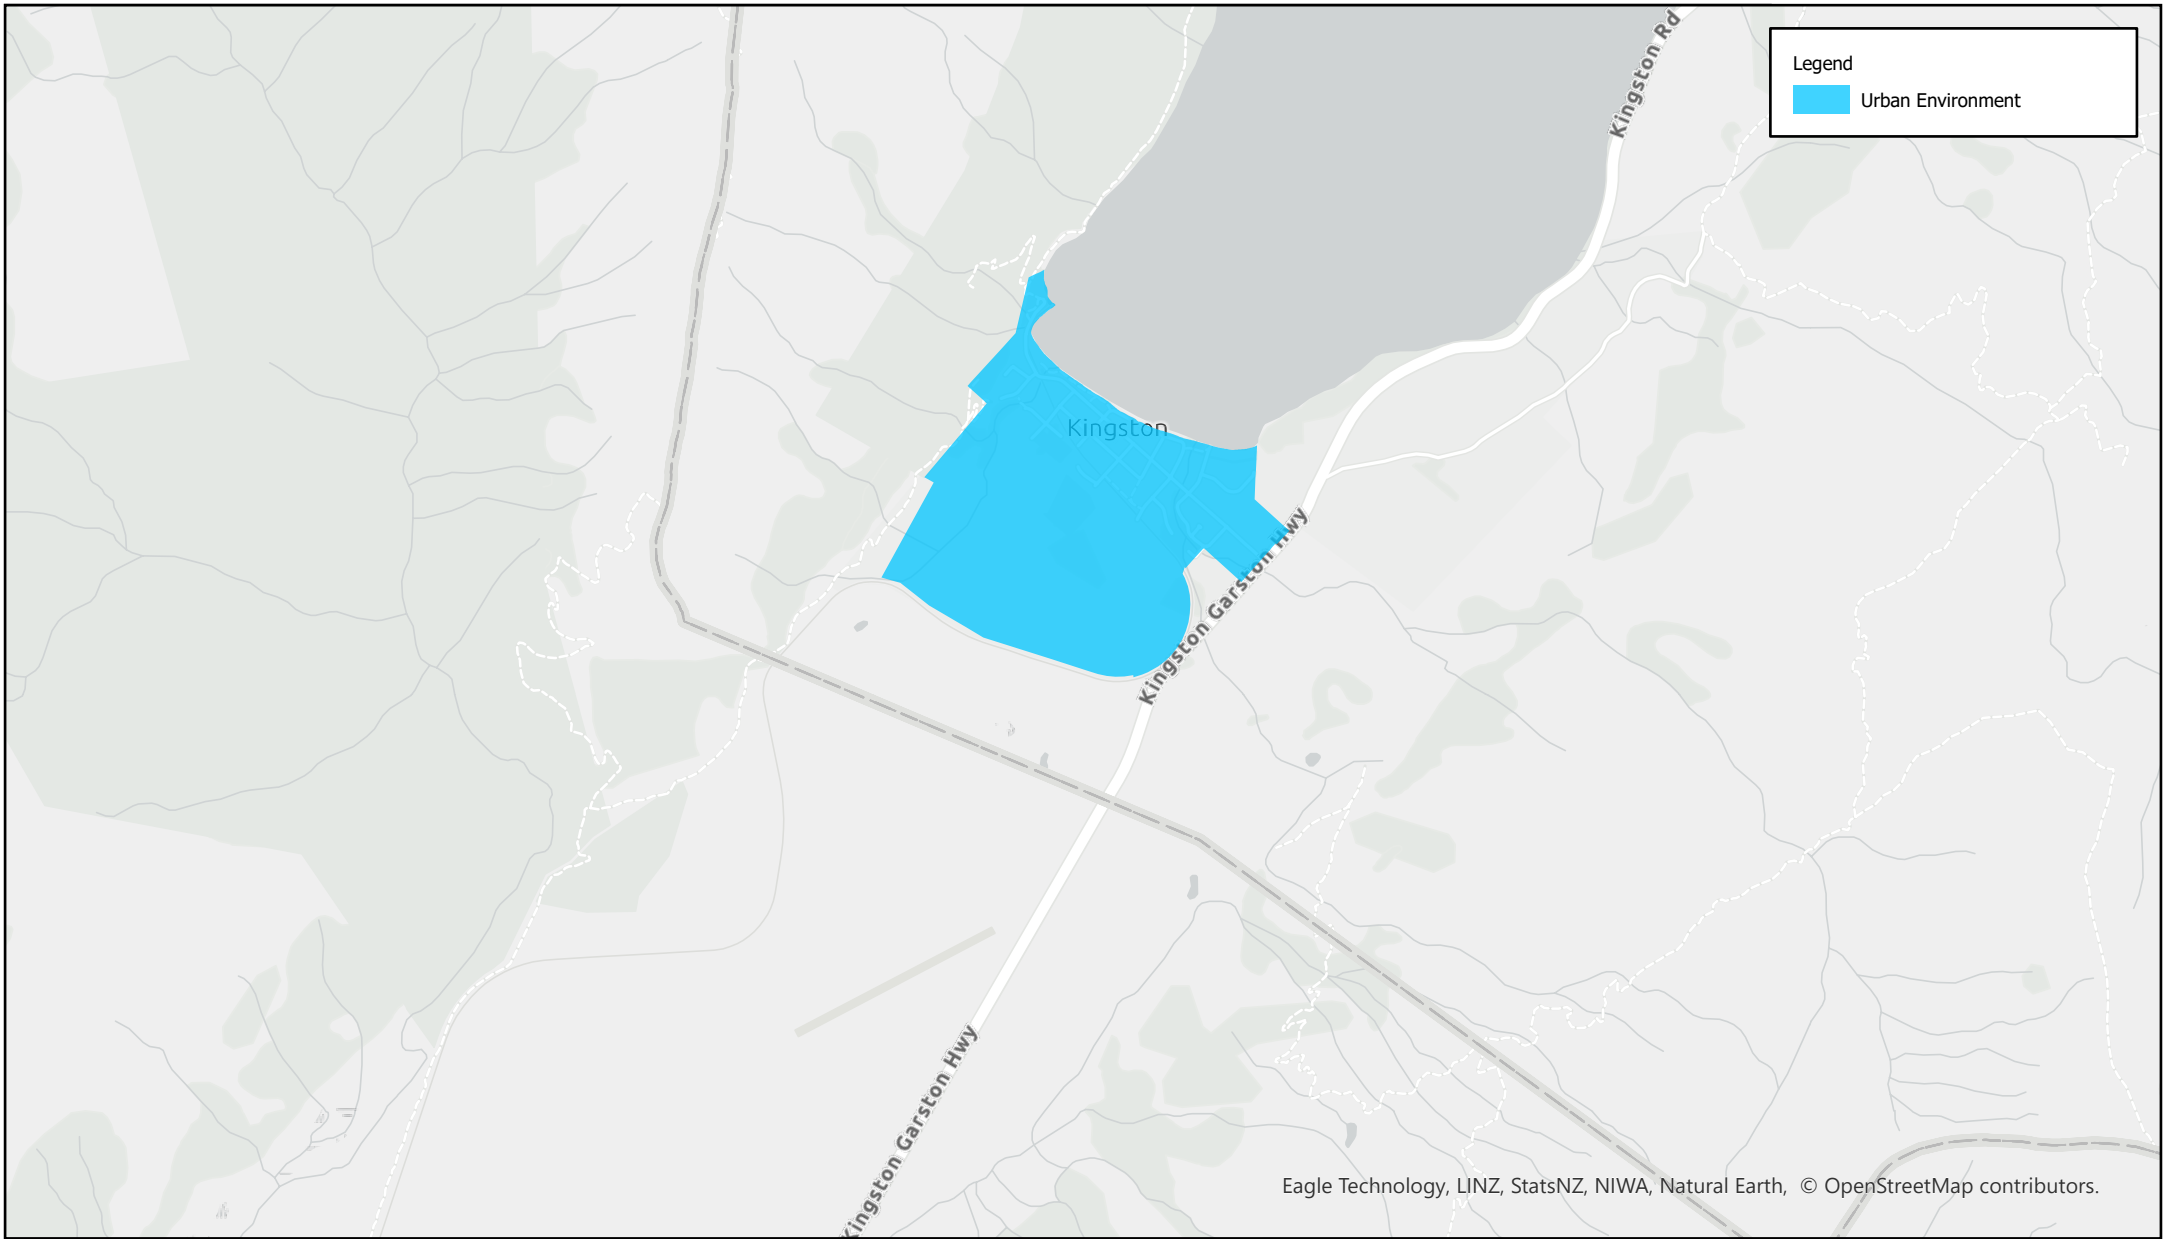 Kingston Rd
Legend
Urban Environment
Kingston
Kingston Garston Hwy
Kingston Garston Hwy
Eagle Technology, LINZ, StatsNZ, NIWA, Natural Earth, © OpenStreetMap contributors.